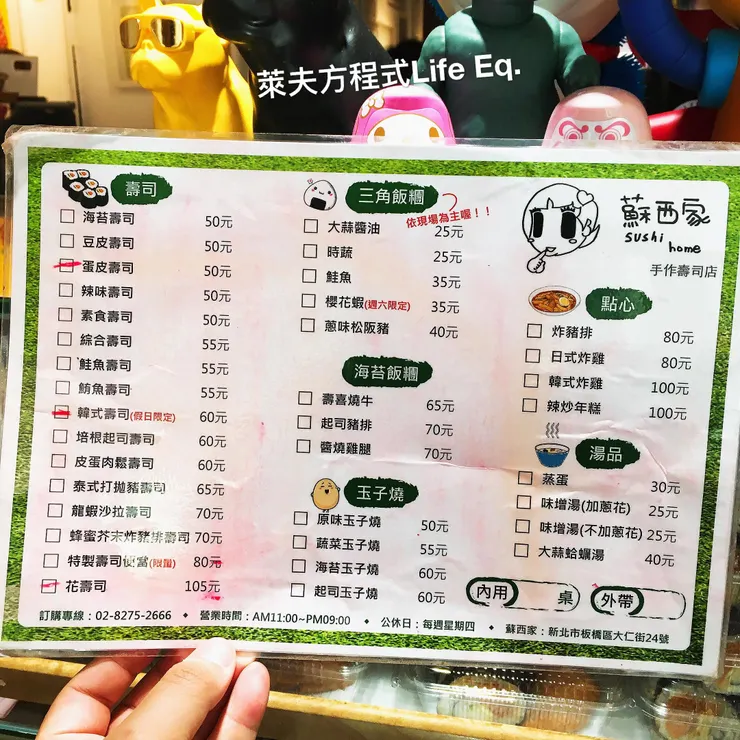 萊夫方程式Life Eq.
壽司
海苔壽司 50元
豆皮壽司 50元
蛋皮壽司 50元
辣味壽司 50元
素食壽司 50元
綜合壽司 55元
鮭魚壽司 55元
鮪魚壽司 55元
韓式壽司(假日限定) 60元
培根起司壽司 60元
皮蛋肉鬆壽司 60元
泰式打拋豬壽司 65元
龍蝦沙拉壽司 70元
蜂蜜芥末炸豬排壽司 70元
特製壽司便當(限量) 80元
花壽司 105元
三角飯糰
依現場為主喔！！
大蒜醬油 25元
時蔬 25元
鮭魚 35元
櫻花蝦(週六限定) 35元
蔥味松阪豬 40元
海苔飯糰
壽喜燒牛 65元
起司豬排 70元
醬燒雞腿 70元
玉子燒
原味玉子燒 50元
蔬菜玉子燒 55元
海苔玉子燒 60元
起司玉子燒 60元
蘇西家
sushi home
手作壽司店
點心
炸豬排 80元
日式炸雞 80元
韓式炸雞 100元
辣炒年糕 100元
湯品
蒸蛋 30元
味增湯(加蔥花) 25元
味增湯(不加蔥花) 25元
大蒜蛤蠣湯 40元
內用 桌 外帶
訂購專線：02-8275-2666 ◆ 營業時間：AM11:00~PM09:00 ◆ 公休日：每週星期四 ◆ 蘇西家：新北市板橋區大仁街24號